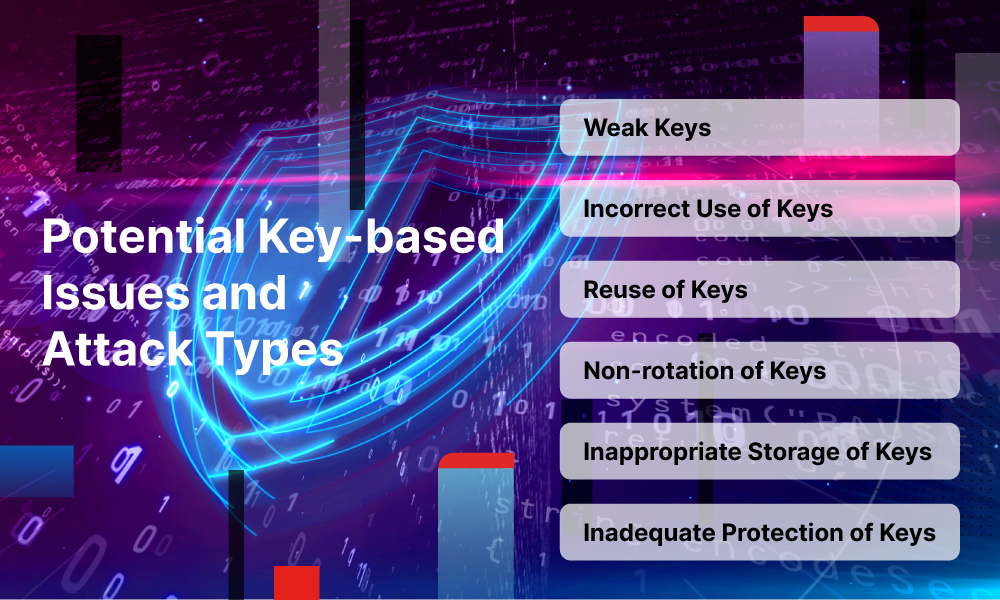 Potential Key-based
Issues and
Attack Types
Weak Keys
Incorrect Use of Keys
Reuse of Keys
Non-rotation of Keys
Inappropriate Storage of Keys
Inadequate Protection of Keys